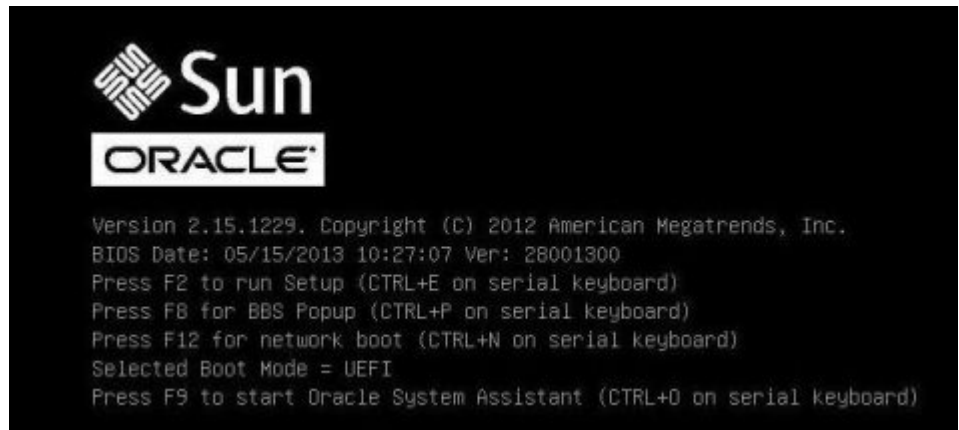 Sun
ORACLE
Version 2.15.1229. Copyright (C) 2012 American Megatrends, Inc.
BIOS Date: 05/15/2013 10:27:07 Ver: 28001300
Press F2 to run Setup (CTRL+E on serial keyboard)
Press F8 for BBS Popup (CTRL+P on serial keyboard)
Press F12 for network boot (CTRL+N on serial keyboard)
Selected Boot Mode = UEFI
Press F9 to start Oracle System Assistant (CTRL+O on serial keyboard)